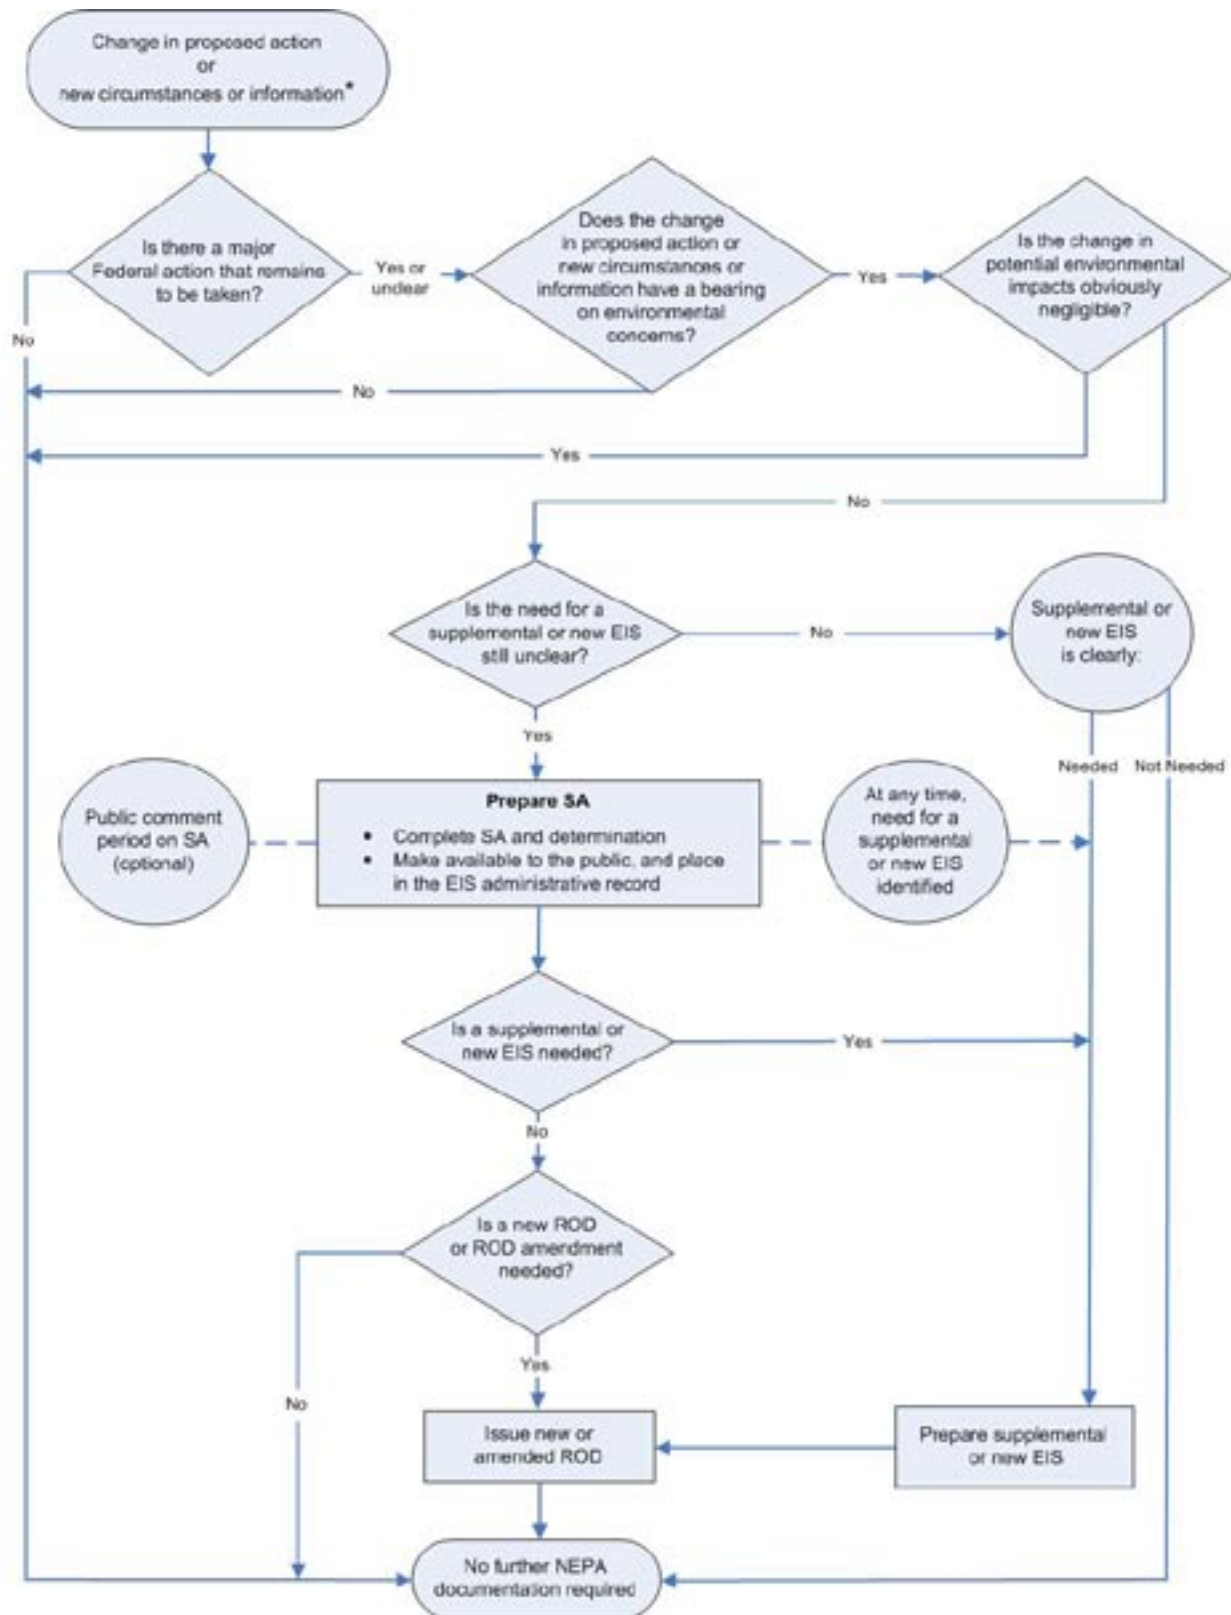 Change in proposed action
or
new circumstances or information*
Is there a major
Federal action that remains
to be taken?
Yes or
unclear
Does the change
in proposed action or
new circumstances or
information have a bearing
on environmental
concerns?
Yes
Is the change in
potential environmental
impacts obviously
negligible?
No
No
Yes
No
Is the need for a
supplemental or new EIS
still unclear?
No
Supplemental or
new EIS
is clearly:
Yes
Needed
Not Needed
Public comment
period on SA
(optional)
Prepare SA
• Complete SA and determination
• Make available to the public, and place
in the EIS administrative record
At any time,
need for a
supplemental
or new EIS
identified
Is a supplemental or
new EIS needed?
Yes
No
Is a new ROD
or ROD amendment
needed?
Yes
No
Issue new or
amended ROD
Prepare supplemental
or new EIS
No further NEPA
documentation required